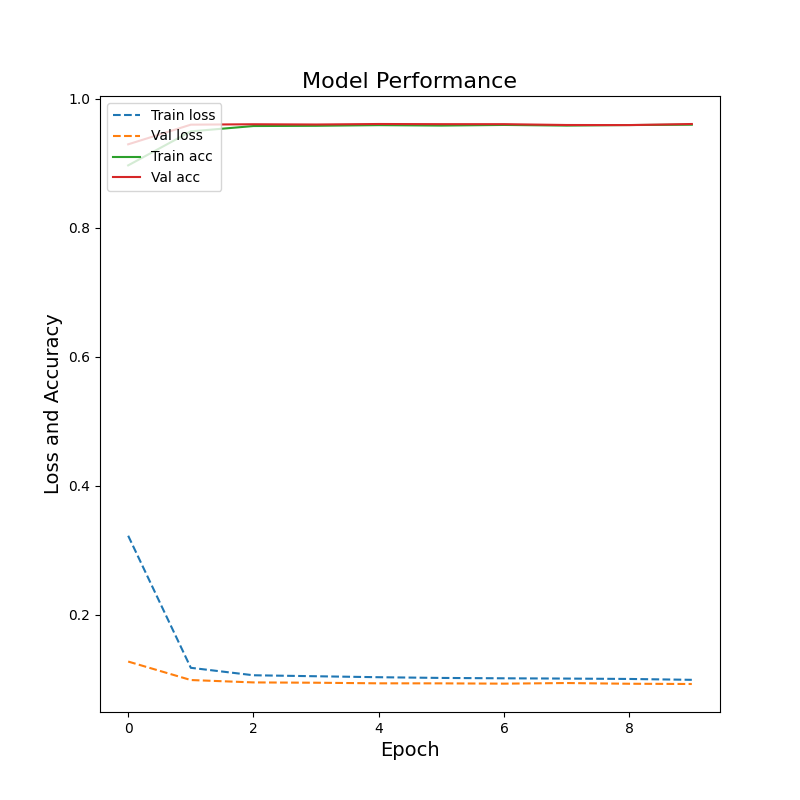 Model Performance
1.0
0.8
0.6
0.4
0.2
Loss and Accuracy
Train loss
Val loss
Train acc
Val acc
0 2 4 6 8
Epoch